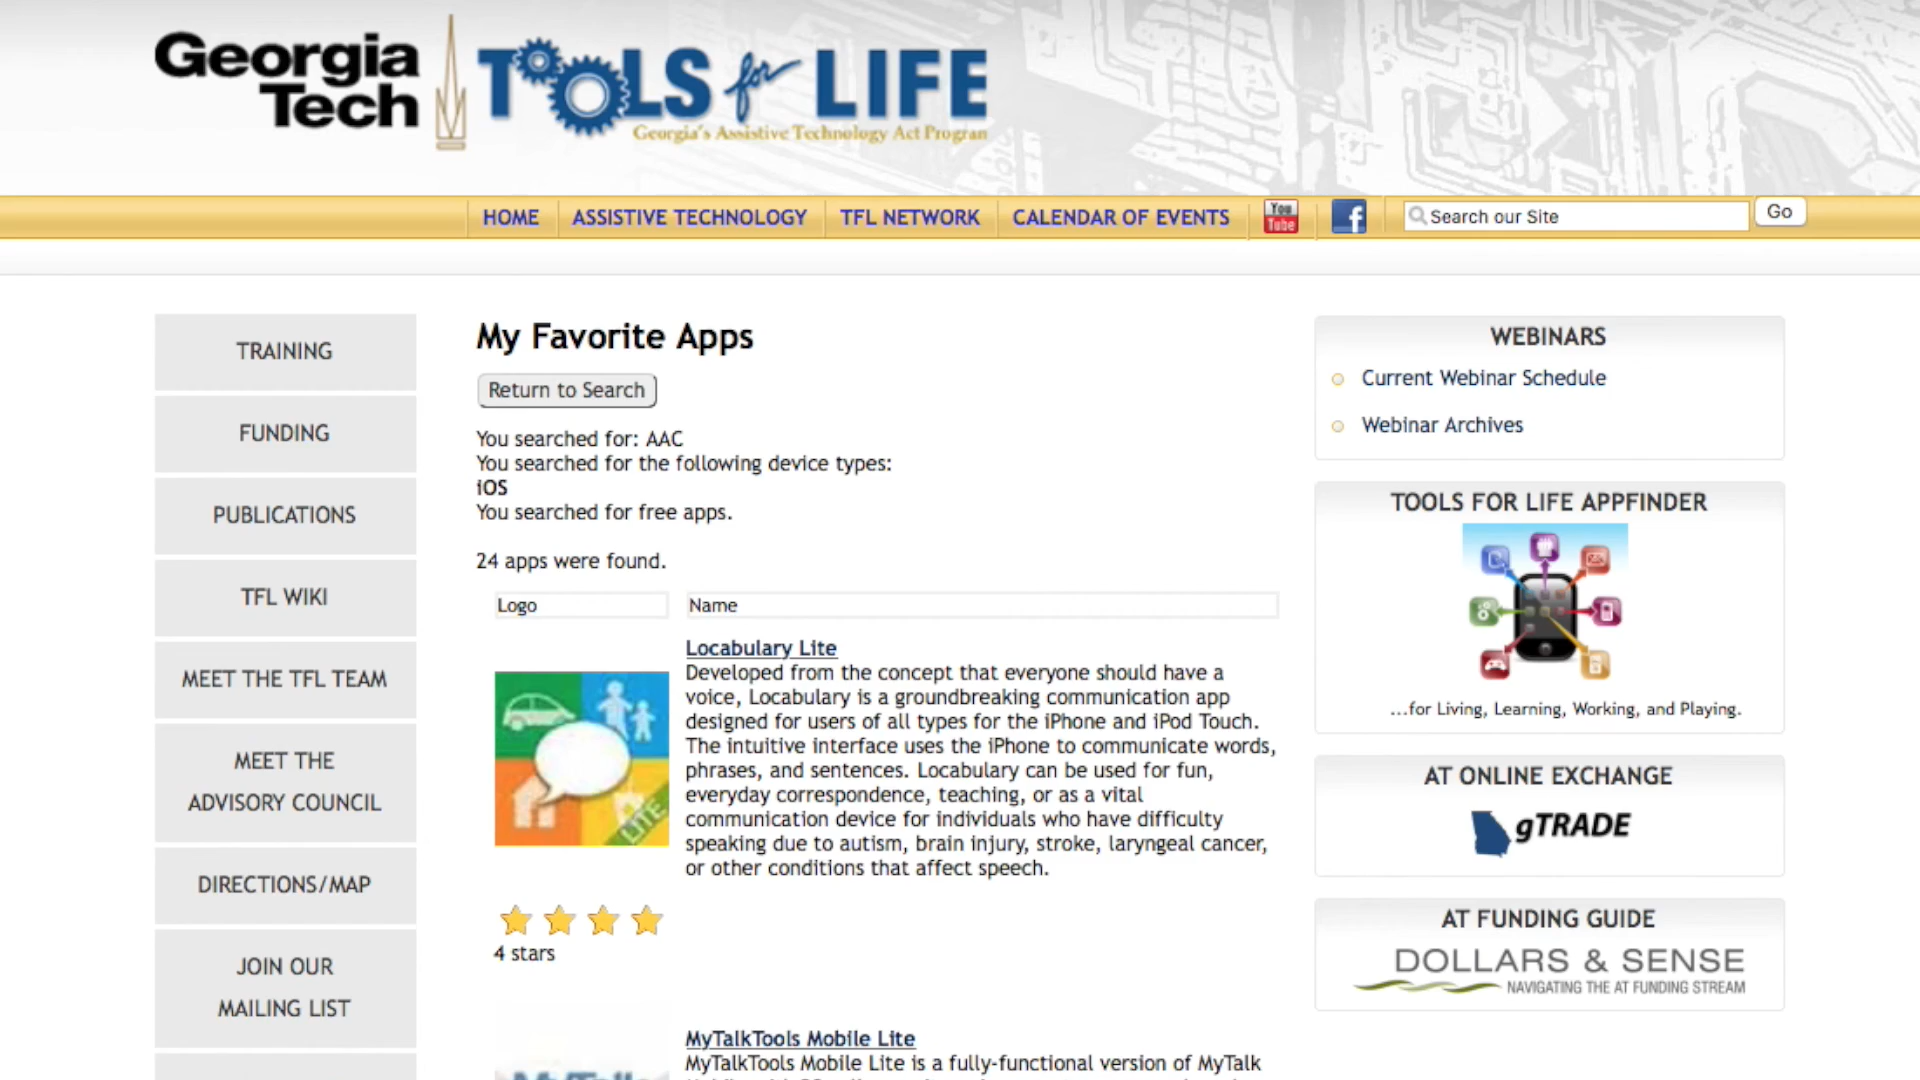 Georgia
Tech
TOOLS for LIFE
Georgia's Assistive Technology Act Program
HOME
ASSISTIVE TECHNOLOGY
TFL NETWORK
CALENDAR OF EVENTS
You
Tube
f
Search our Site
Go
TRAINING
FUNDING
PUBLICATIONS
TFL WIKI
MEET THE TFL TEAM
MEET THE
ADVISORY COUNCIL
DIRECTIONS/MAP
JOIN OUR
MAILING LIST
My Favorite Apps
Return to Search
You searched for: AAC
You searched for the following device types:
iOS
You searched for free apps.
24 apps were found.
Logo
Name
Locabulary Lite
Developed from the concept that everyone should have a
voice, Locabulary is a groundbreaking communication app
designed for users of all types for the iPhone and iPod Touch.
The intuitive interface uses the iPhone to communicate words,
phrases, and sentences. Locabulary can be used for fun,
everyday correspondence, teaching, or as a vital
communication device for individuals who have difficulty
speaking due to autism, brain injury, stroke, laryngeal cancer,
or other conditions that affect speech.
LITE
4 stars
MyTalkTools Mobile Lite
MyTalkTools Mobile Lite is a fully-functional version of MyTalk
WEBINARS
Current Webinar Schedule
Webinar Archives
TOOLS FOR LIFE APPFINDER
...for Living, Learning, Working, and Playing.
AT ONLINE EXCHANGE
gTRADE
AT FUNDING GUIDE
DOLLARS & SENSE
NAVIGATING THE AT FUNDING STREAM